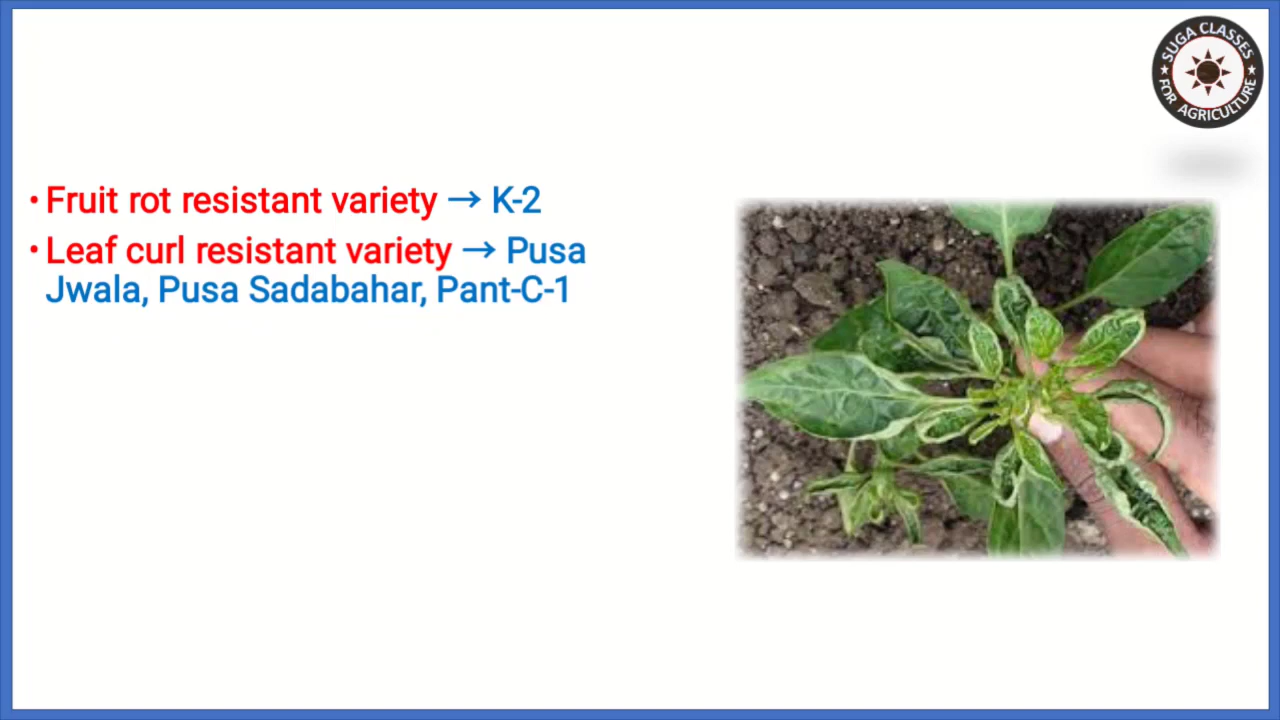 SUGA CLASSES
FOR AGRICULTURE
• Fruit rot resistant variety → K-2
• Leaf curl resistant variety → Pusa
Jwala, Pusa Sadabahar, Pant-C-1